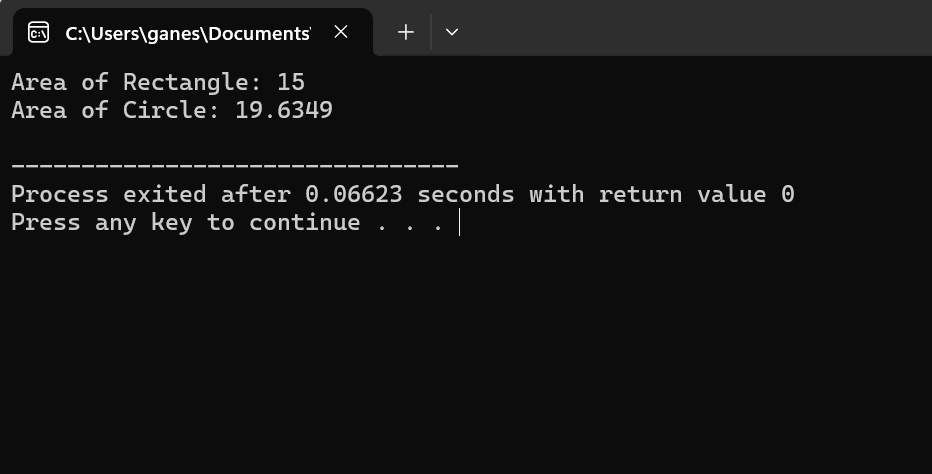 C:\Users\ganes\Documents'
Area of Rectangle: 15
Area of Circle: 19.6349
--------------------------------
Process exited after 0.06623 seconds with return value 0
Press any key to continue . . .